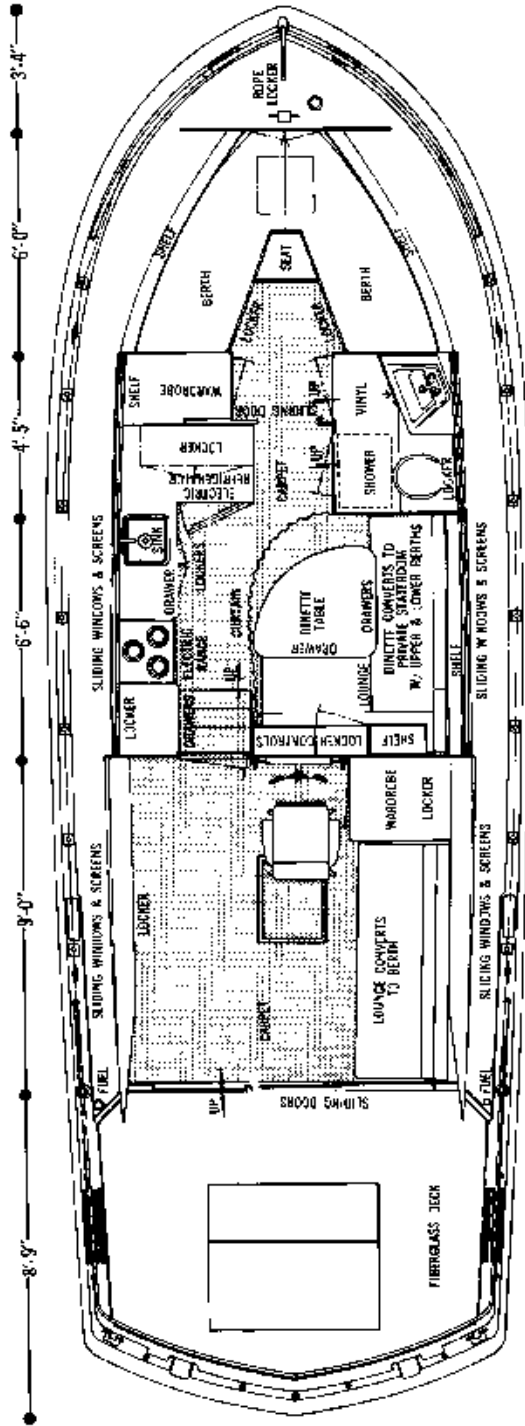 3'-4"
6'-0"
4'-5"
6'-6"
9'-0"
8'-9"
ROPE
LOCKER
SHELF
BERTH
SEAT
BERTH
LOCKER
LOCKER
SHELF
WARDROBE
SLIDING DOOR
UP
VINYL
LOCKER
ELECTRIC
REFRIGERATOR
UP
SHOWER
LOCKER
CARPET
SINK
SLIDING WINDOWS & SCREENS
DRAWER
LOCKERS
ELECTRIC
RANGE
CURTAIN
DINETTE
TABLE
DRAWER
DRAWERS
DINETTE CONVERTS TO
PRIVATE STATEROOM
W/ UPPER & LOWER BERTHS
SHELF
SLIDING WINDOWS & SCREENS
LOCKER
DRAWERS
UP
LOUNGE
LOCKER
CONTROLS
SHELF
SLIDING WINDOWS & SCREENS
LOCKER
WARDROBE
LOCKER
CARPET
LOUNGE CONVERTS
TO BERTH
SLIDING WINDOWS & SCREENS
FUEL
UP
SLIDING DOORS
FUEL
FIBERGLASS DECK